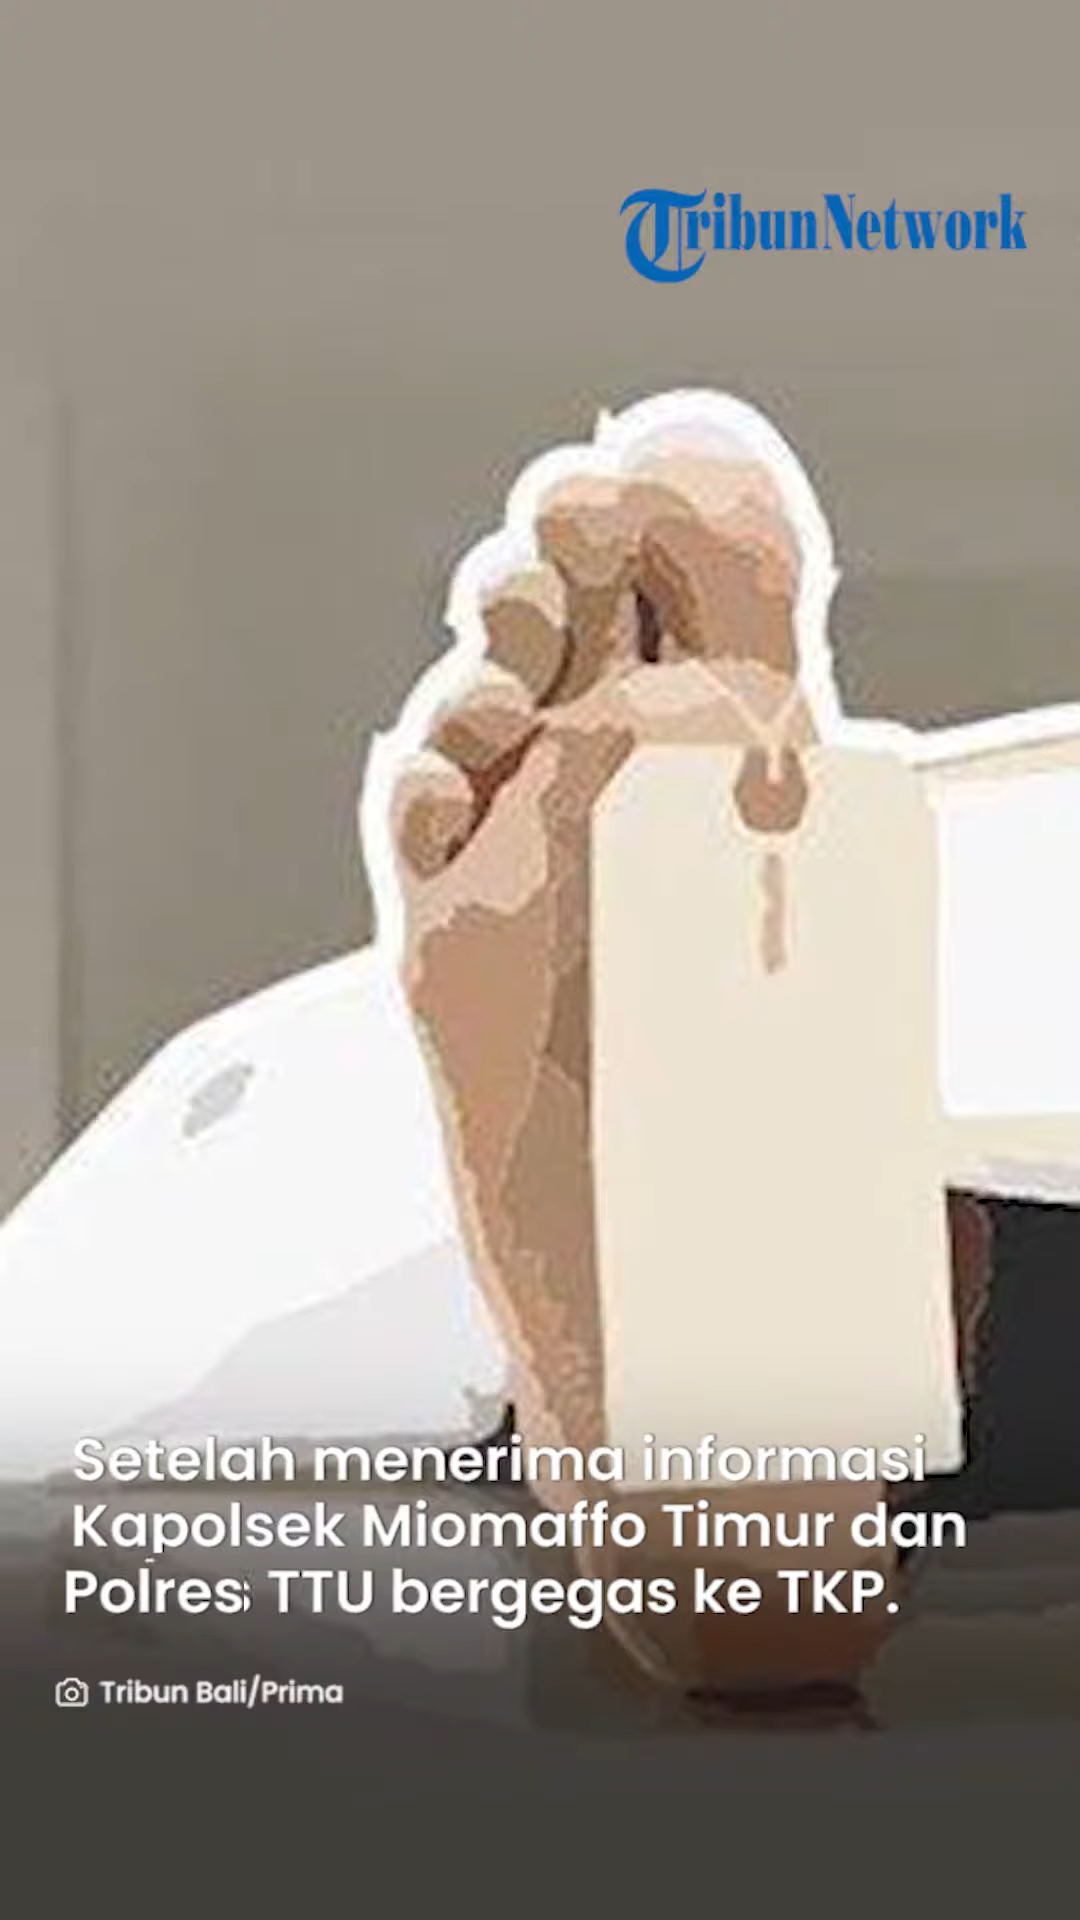 TribunNetwork
Setelah menerima informasi
Kapolsek Miomaffo Timur dan
Polres TTU bergegas ke TKP.
Tribun Bali/Prima